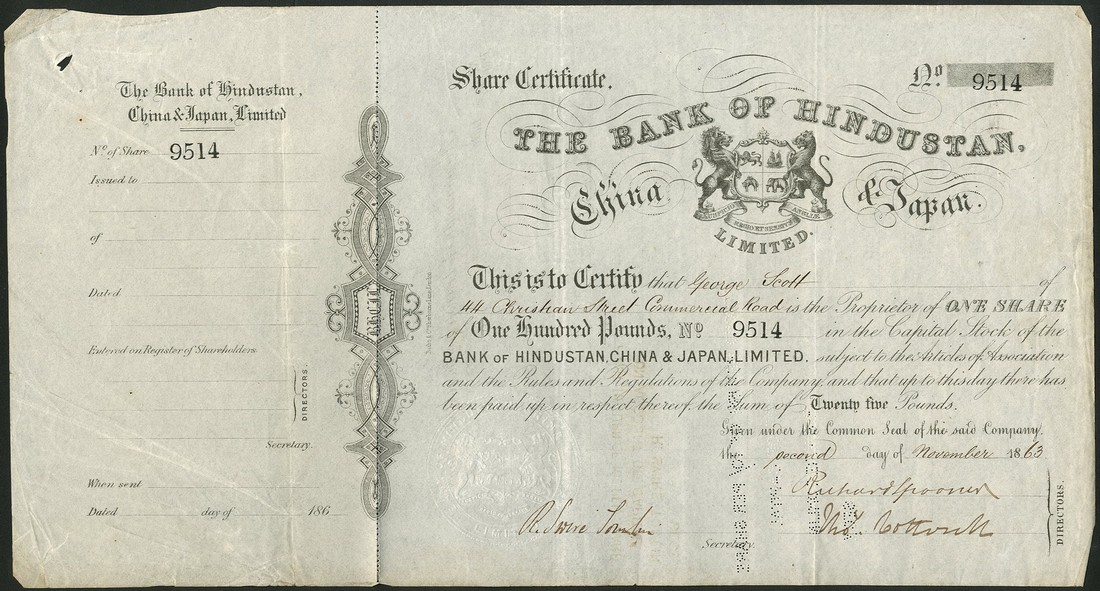 The Bank of Hindustan,
China & Japan, Limited
No. of Share 9514
Issued to
of
Dated
Entered on Register of Shareholders
DIRECTORS.
Secretary.
When sent
Dated day of 186
Share Certificate.
No. 9514
THE BANK OF HINDUSTAN,
China & Japan.
LIMITED.
This is to Certify that George Scott of
44 Chrishan Street Commercial Road is the Proprietor of ONE SHARE
of One Hundred Pounds, No 9514 in the Capital Stock of the
BANK OF HINDUSTAN, CHINA & JAPAN, LIMITED, subject to the Articles of Association
and the Rules and Regulations of the Company, and that up to this day there has
been paid up in respect thereof, the Sum of Twenty five Pounds.
Given under the Common Seal of the said Company.
the second day of November 1863
Richard Spooner
Thos. Cottrell
DIRECTORS.
R. Swire
Secretary.